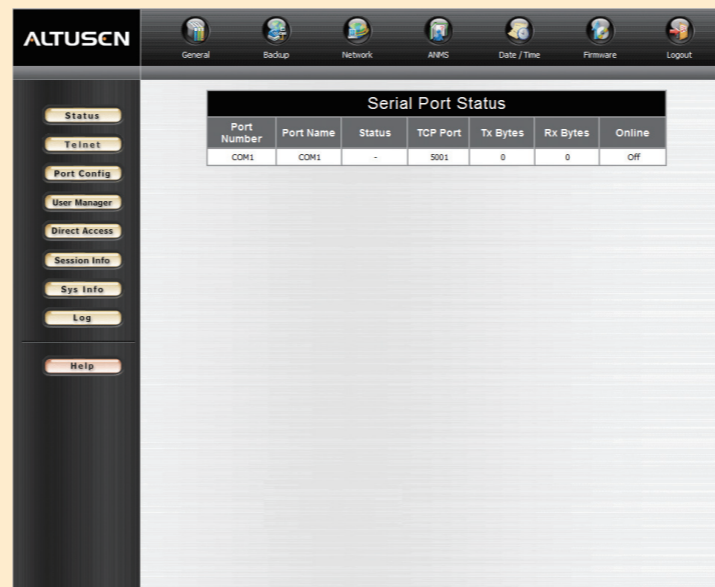 ALTUSEN
General Backup Network ANMS Date / Time Firmware Logout
Status
Telnet
Port Config
User Manager
Direct Access
Session Info
Sys Info
Log
Help
Serial Port Status
Port Number Port Name Status TCP Port Tx Bytes Rx Bytes Online
COM1 COM1 - 5001 0 0 Off